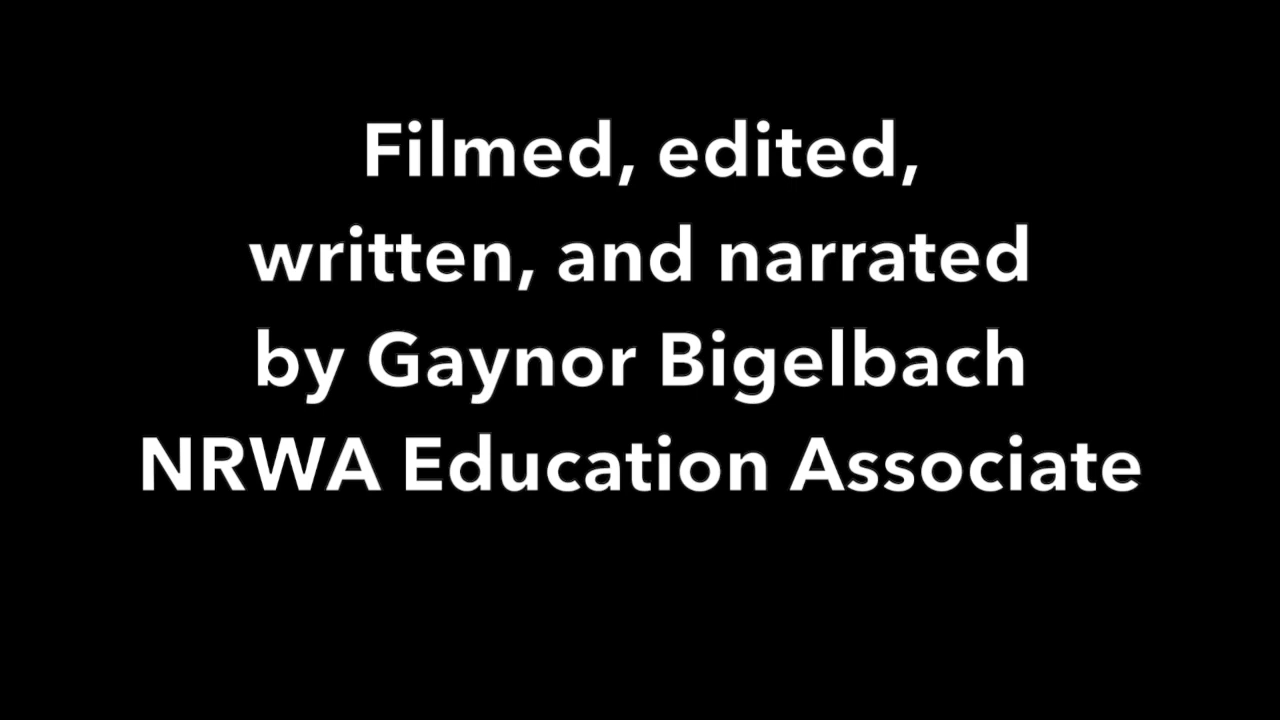 Filmed, edited,
written, and narrated
by Gaynor Bigelbach
NRWA Education Associate